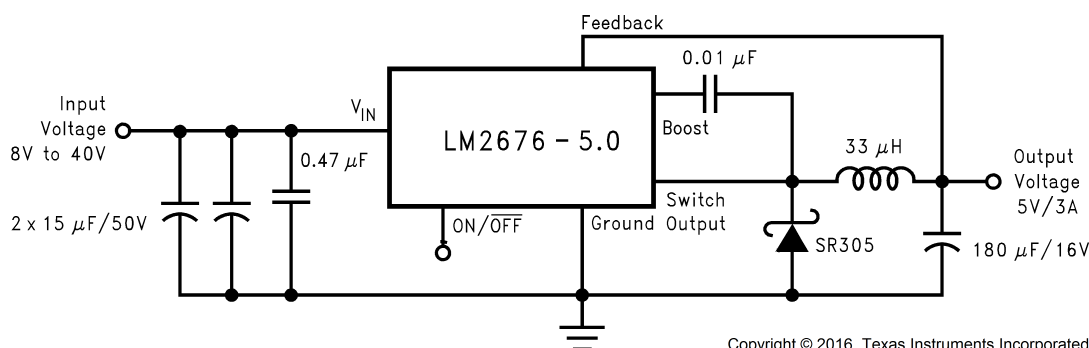 Feedback
0.01 μF
Input
Voltage
8V to 40V
V_IN
LM2676 – 5.0
Boost
33 μH
Output
Voltage
5V/3A
0.47 μF
2 x 15 μF/50V
ON/O̅F̅F̅
Ground
Switch
Output
SR305
180 μF/16V
Copyright © 2016, Texas Instruments Incorporated